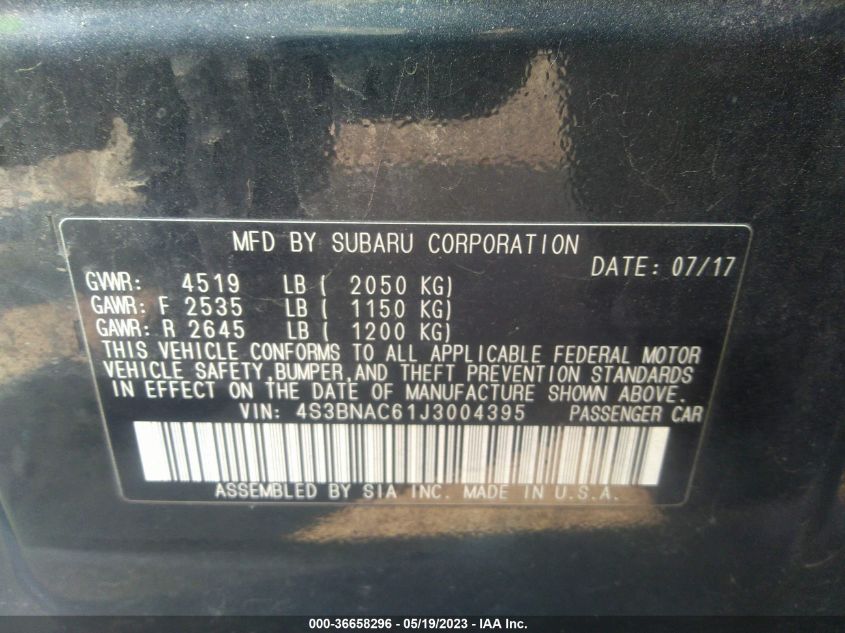 MFD BY SUBARU CORPORATION
DATE: 07/17
GVWR: 4519 LB ( 2050 KG)
GAWR: F 2535 LB ( 1150 KG)
GAWR: R 2645 LB ( 1200 KG)
THIS VEHICLE CONFORMS TO ALL APPLICABLE FEDERAL MOTOR
VEHICLE SAFETY, BUMPER, AND THEFT PREVENTION STANDARDS
IN EFFECT ON THE DATE OF MANUFACTURE SHOWN ABOVE.
VIN: 4S3BNAC61J3004395 PASSENGER CAR
ASSEMBLED BY SIA INC. MADE IN U.S.A.
000-36658296 - 05/19/2023 - IAA Inc.